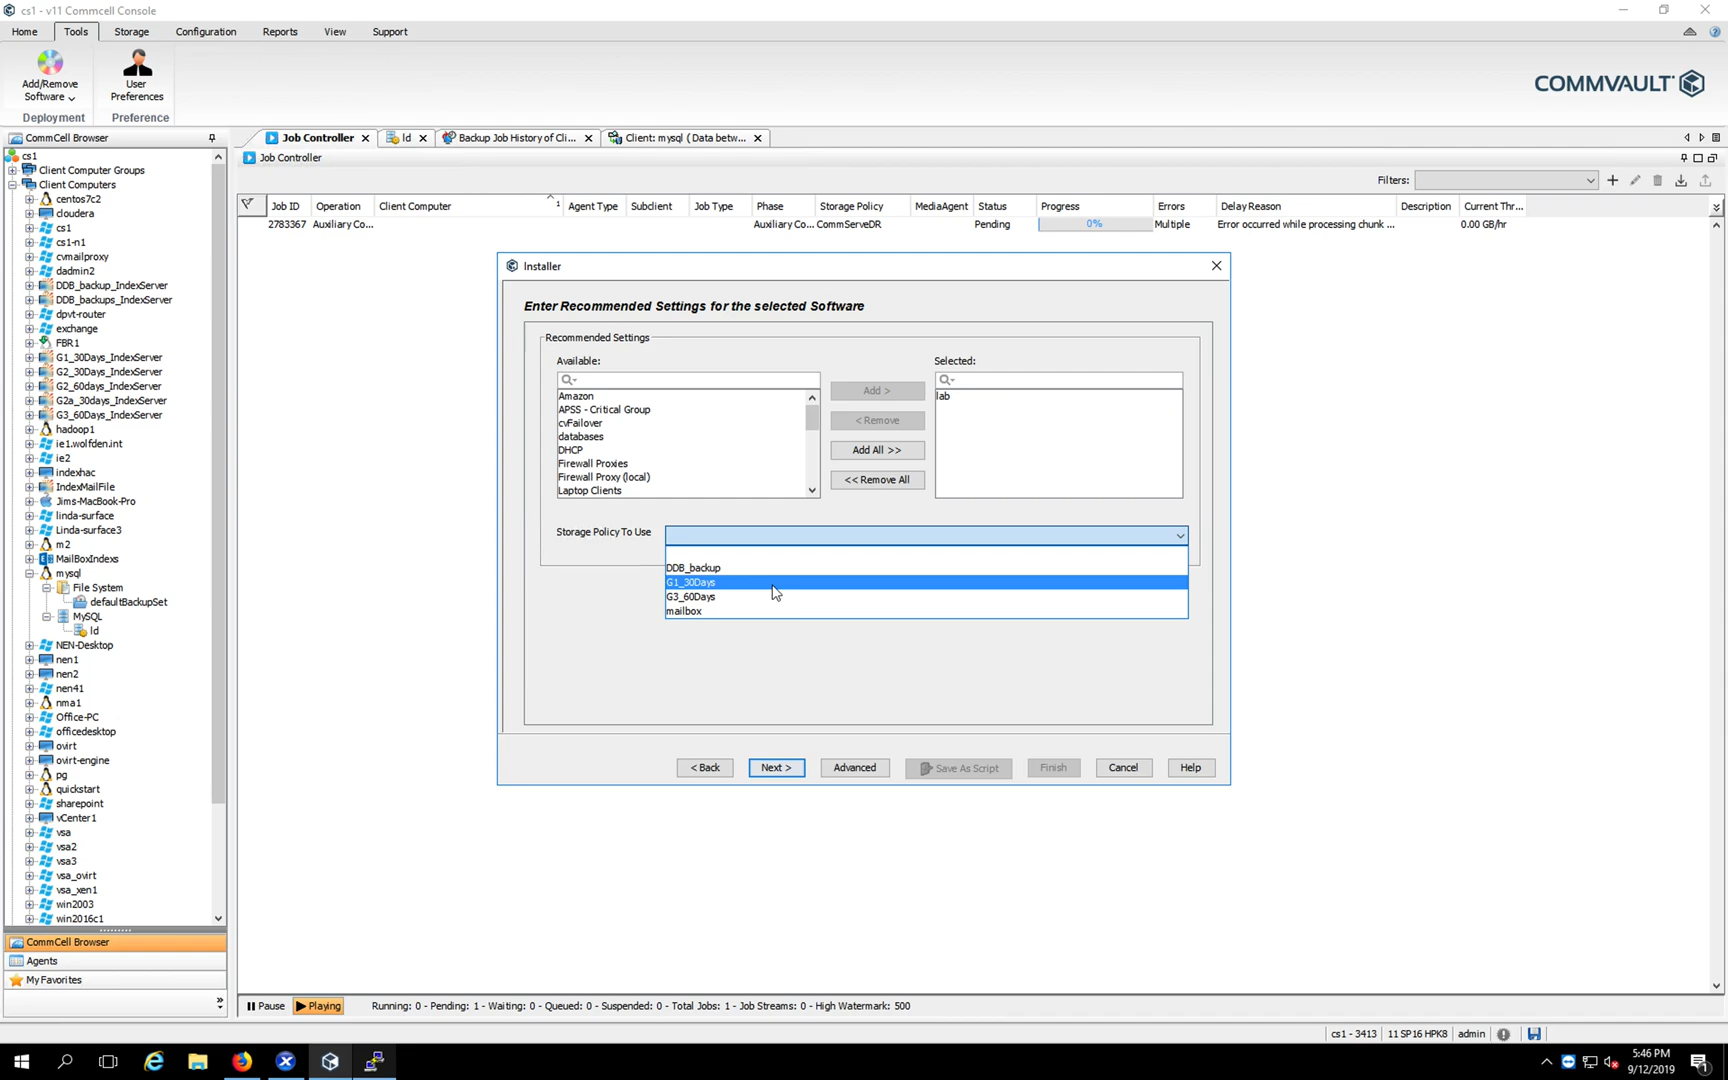 cs1 - v11 Commcell Console
Home Tools Storage Configuration Reports View Support
Add/Remove Software
User Preferences
COMMVAULT
Deployment Preference
CommCell Browser
Job Controller
ld
Backup Job History of Cli...
Client: mysql ( Data betw...
Job Controller
Filters:
Job ID Operation Client Computer 1 Agent Type Subclient Job Type Phase Storage Policy MediaAgent Status Progress Errors Delay Reason Description Current Thr...
2783367 Auxiliary Co... Auxiliary Co... CommServeDR Pending 0% Multiple Error occurred while processing chunk ... 0.00 GB/hr
cs1
Client Computer Groups
Client Computers
centos7c2
cloudera
cs1
cs1-n1
cvmailproxy
dadmin2
DDB_backup_IndexServer
DDB_backups_IndexServer
dpvt-router
exchange
FBR1
G1_30Days_IndexServer
G2_30Days_IndexServer
G2_60days_IndexServer
G2a_30days_IndexServer
G3_60Days_IndexServer
hadoop1
ie1.wolfden.int
ie2
indexhac
IndexMailFile
Jims-MacBook-Pro
linda-surface
Linda-surface3
m2
MailBoxIndexs
mysql
File System
defaultBackupSet
MySQL
ld
NEN-Desktop
nen1
nen2
nen41
nma1
Office-PC
officedesktop
ovirt
ovirt-engine
pg
quickstart
sharepoint
vCenter1
vsa
vsa2
vsa3
vsa_ovirt
vsa_xen1
win2003
win2016c1
CommCell Browser
Agents
My Favorites
Installer
Enter Recommended Settings for the selected Software
Recommended Settings
Available:
Amazon
APSS - Critical Group
cvFailover
databases
DHCP
Firewall Proxies
Firewall Proxy (local)
Laptop Clients
Add >
< Remove
Add All >>
<< Remove All
Selected:
lab
Storage Policy To Use
DDB_backup
G1_30Days
G3_60Days
mailbox
< Back Next > Advanced Save As Script Finish Cancel Help
Pause Playing Running: 0 - Pending: 1 - Waiting: 0 - Queued: 0 - Suspended: 0 - Total Jobs: 1 - Job Streams: 0 - High Watermark: 500
cs1 - 3413 11 SP16 HPK8 admin
5:46 PM
9/12/2019
1